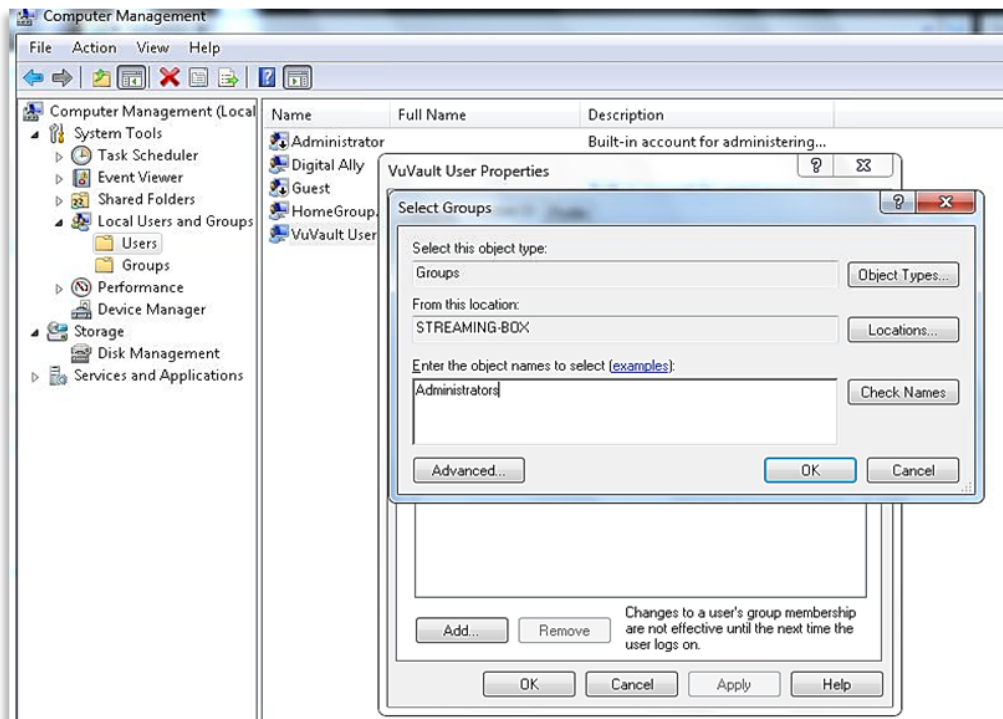 Computer Management
File Action View Help
Computer Management (Local
System Tools
Task Scheduler
Event Viewer
Shared Folders
Local Users and Groups
Users
Groups
Performance
Device Manager
Storage
Disk Management
Services and Applications
Name Full Name Description
Administrator Built-in account for administering...
Digital Ally
Guest
HomeGroup
VuVault User
VuVault User Properties
Select Groups
Select this object type:
Groups
Object Types...
From this location:
STREAMING-BOX
Locations...
Enter the object names to select (examples):
Administrators
Check Names
Advanced...
OK Cancel
Add... Remove
Changes to a user's group membership
are not effective until the next time the
user logs on.
OK Cancel Apply Help